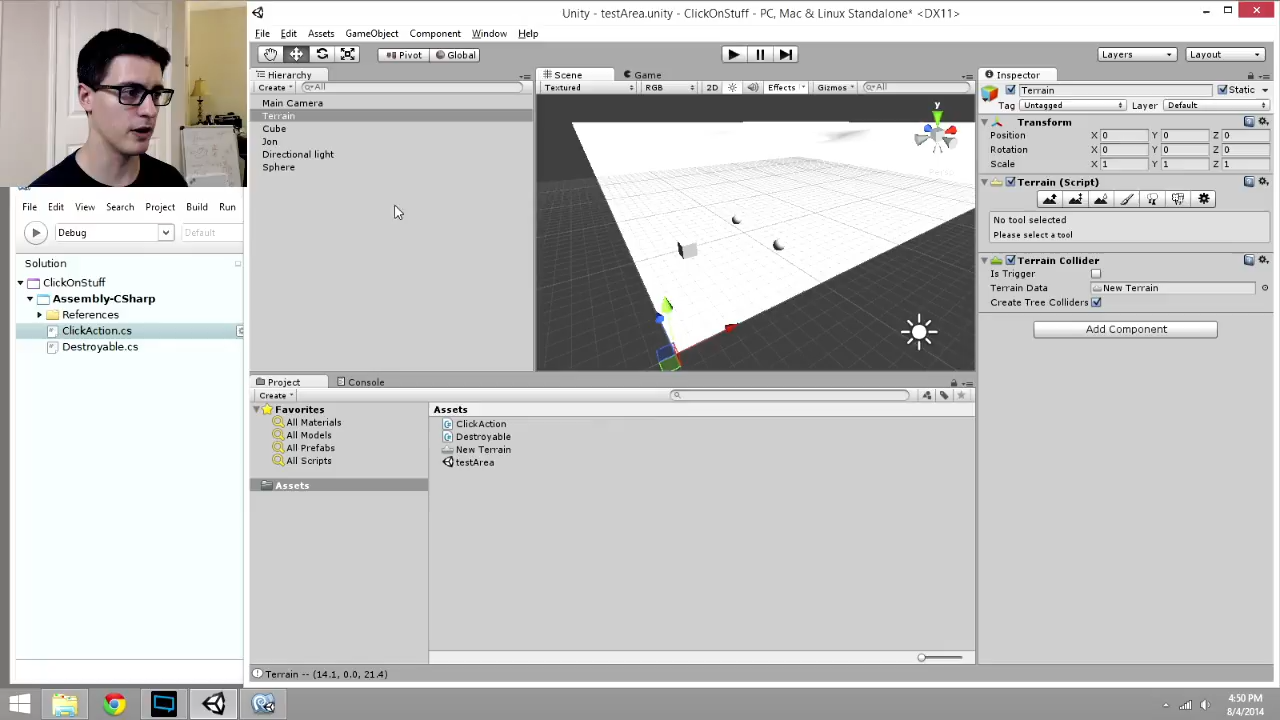 Unity - testArea.unity - ClickOnStuff - PC, Mac & Linux Standalone* <DX11>
File Edit Assets GameObject Component Window Help
Pivot Global
Layers Layout
Hierarchy
Create All
Main Camera
Terrain
Cube
Jon
Directional light
Sphere
Scene Game
Textured RGB 2D Effects Gizmos All
y
Inspector
Terrain Static
Tag Untagged Layer Default
Transform
Position X 0 Y 0 Z 0
Rotation X 0 Y 0 Z 0
Scale X 1 Y 1 Z 1
Terrain (Script)
No tool selected
Please select a tool
Terrain Collider
Is Trigger
Terrain Data New Terrain
Create Tree Colliders
Add Component
File Edit View Search Project Build Run
Debug Default
Solution
ClickOnStuff
Assembly-CSharp
References
ClickAction.cs
Destroyable.cs
Project Console
Create
Favorites
All Materials
All Models
All Prefabs
All Scripts
Assets
Assets
ClickAction
Destroyable
New Terrain
testArea
Terrain -- (14.1, 0.0, 21.4)
4:50 PM
8/4/2014